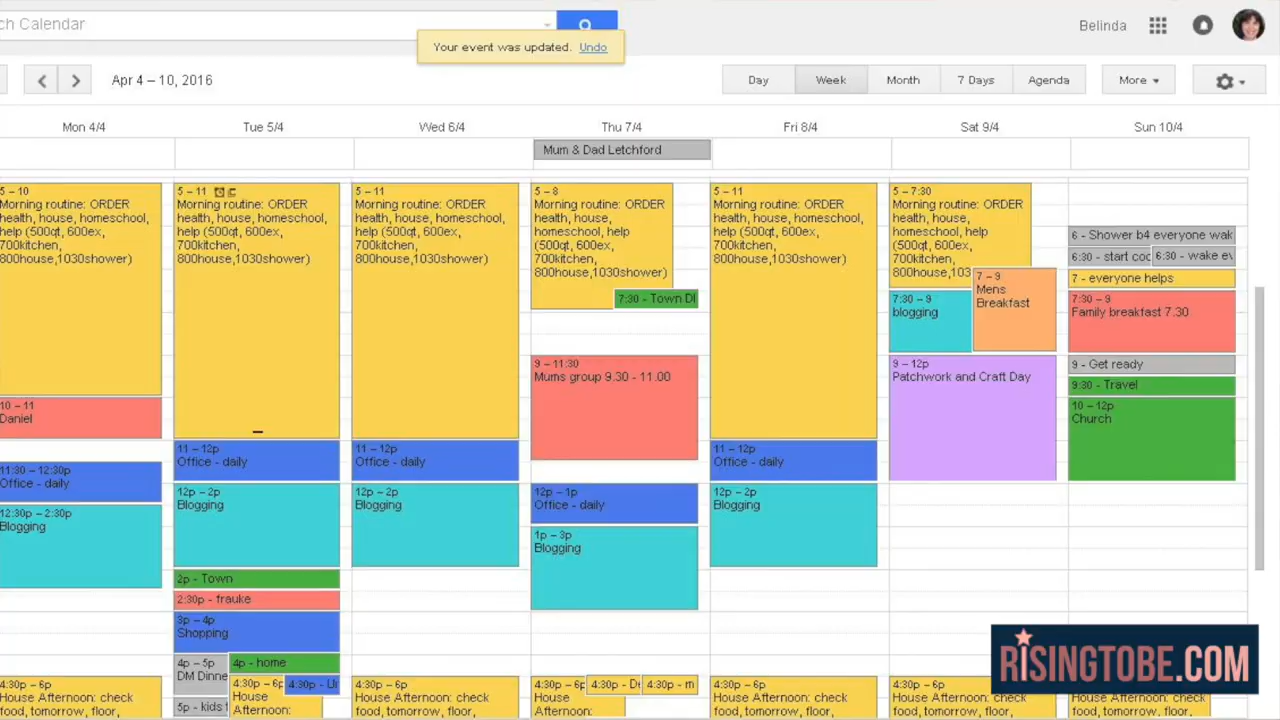 ch Calendar
Belinda
Your event was updated. Undo
Apr 4 – 10, 2016
Day
Week
Month
7 Days
Agenda
More
Mon 4/4
Tue 5/4
Wed 6/4
Thu 7/4
Fri 8/4
Sat 9/4
Sun 10/4
Mum & Dad Letchford
5 – 10
Morning routine: ORDER
health, house, homeschool,
help (500qt, 600ex,
700kitchen,
800house,1030shower)
10 – 11
Daniel
11:30 – 12:30p
Office - daily
12:30p – 2:30p
Blogging
4:30p – 6p
House Afternoon: check
food, tomorrow, floor,
5 – 11
Morning routine: ORDER
health, house, homeschool,
help (500qt, 600ex,
700kitchen,
800house,1030shower)
11 – 12p
Office - daily
12p – 2p
Blogging
2p - Town
2:30p - frauke
3p – 4p
Shopping
4p – 5p
DM Dinne
4p - home
4:30p – 6p
House
Afternoon:
4:30p -
5p - kids
5 – 11
Morning routine: ORDER
health, house, homeschool,
help (500qt, 600ex,
700kitchen,
800house,1030shower)
11 – 12p
Office - daily
12p – 2p
Blogging
4:30p – 6p
House Afternoon: check
food, tomorrow, floor,
5 – 8
Morning routine: ORDER
health, house,
homeschool, help
(500qt, 600ex,
700kitchen,
800house,1030shower)
7:30 - Town
9 – 11:30
Mums group 9.30 - 11.00
12p – 1p
Office - daily
1p – 3p
Blogging
4:30p – 6p
House
Afternoon:
4:30p -
4:30p - m
5 – 11
Morning routine: ORDER
health, house, homeschool,
help (500qt, 600ex,
700kitchen,
800house,1030shower)
11 – 12p
Office - daily
12p – 2p
Blogging
4:30p – 6p
House Afternoon: check
food, tomorrow, floor,
5 – 7:30
Morning routine: ORDER
health, house,
homeschool, help
(500qt, 600ex,
700kitchen,
800house,103
7 – 9
Mens
Breakfast
7:30 – 9
blogging
9 – 12p
Patchwork and Craft Day
4:30p – 6p
House Afternoon: check
food, tomorrow, floor,
6 - Shower b4 everyone wak
6:30 - start coo
6:30 - wake ev
7 - everyone helps
7:30 – 9
Family breakfast 7.30
9 - Get ready
9:30 - Travel
10 – 12p
Church
4:30p – 6p
House Afternoon: check
food, tomorrow, floor,
RISINGTOBE.COM